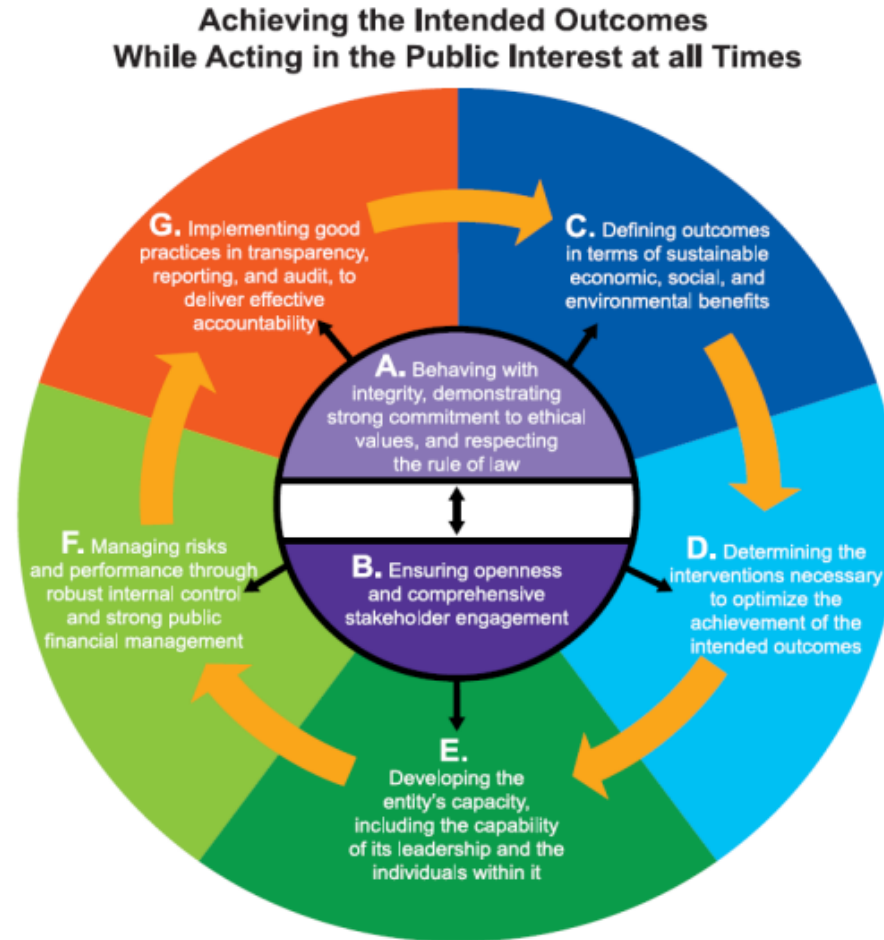 Achieving the Intended Outcomes
While Acting in the Public Interest at all Times
G. Implementing good
practices in transparency,
reporting, and audit, to
deliver effective
accountability
C. Defining outcomes
in terms of sustainable
economic, social, and
environmental benefits
A. Behaving with
integrity, demonstrating
strong commitment to ethical
values, and respecting
the rule of law
B. Ensuring openness
and comprehensive
stakeholder engagement
D. Determining the
interventions necessary
to optimize the
achievement of the
intended outcomes
E.
Developing the
entity's capacity,
including the capability
of its leadership and the
individuals within it
F. Managing risks
and performance through
robust internal control
and strong public
financial management